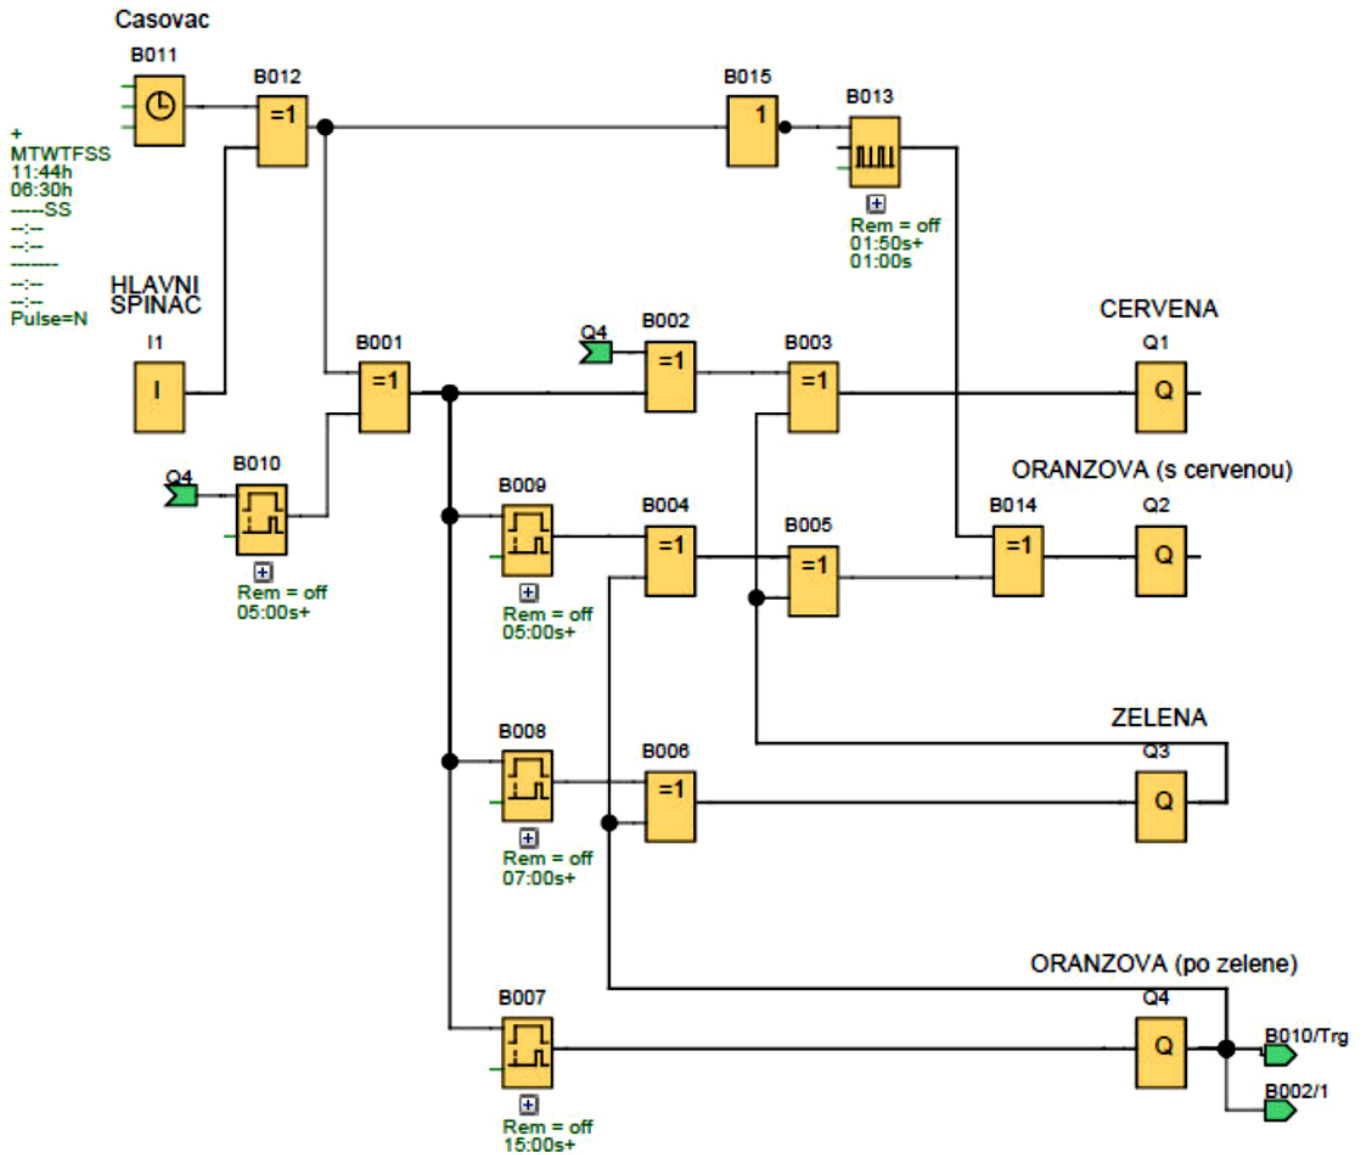 Casovac
B011
B012
=1
B015
1
B013
+
MTWTFSS
11:44h
06:30h
-----SS
--:--
--:--
-------
--:--
--:--
Pulse=N
Rem = off
01:50s+
01:00s
HLAVNI
SPINAC
I1
I
B001
=1
Q4
B002
=1
B003
=1
CERVENA
Q1
Q
Q4
B010
Rem = off
05:00s+
B009
Rem = off
05:00s+
B004
=1
B005
=1
ORANZOVA (s cervenou)
B014
=1
Q2
Q
B008
Rem = off
07:00s+
B006
=1
ZELENA
Q3
Q
B007
Rem = off
15:00s+
ORANZOVA (po zelene)
Q4
Q
B010/Trg
B002/1